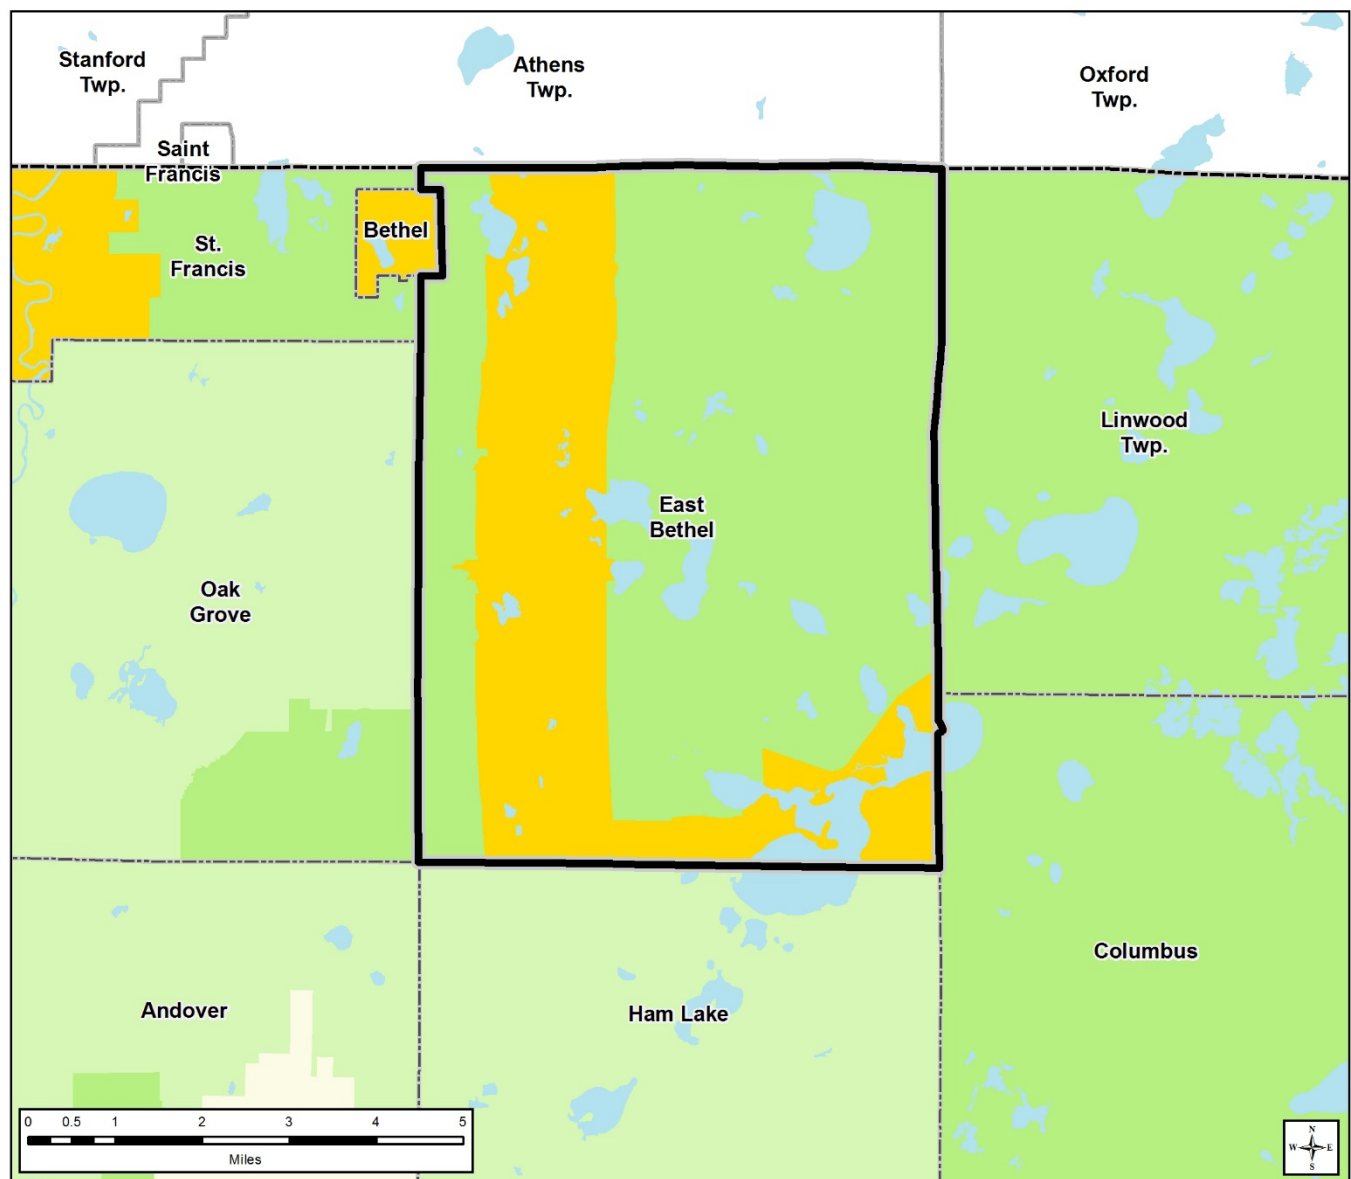 Stanford
Twp.
Athens
Twp.
Oxford
Twp.
Saint
Francis
St.
Francis
Bethel
Linwood
Twp.
East
Bethel
Oak
Grove
Columbus
Andover
Ham Lake
0 0.5 1 2 3 4 5
Miles
N
W E
S